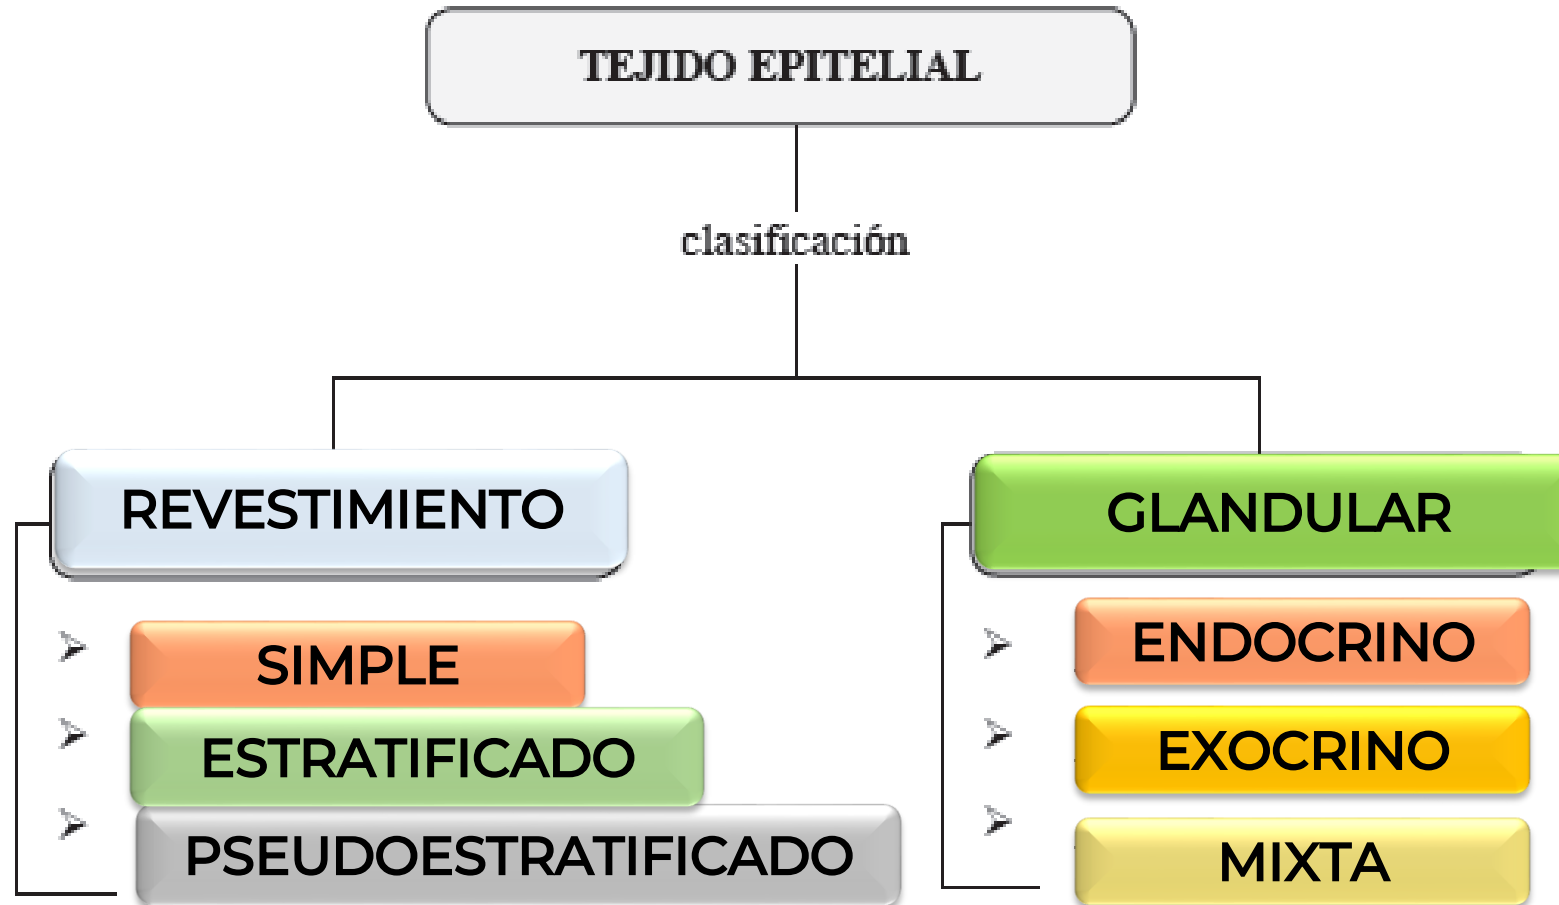 TEJIDO EPITELIAL
clasificación
REVESTIMIENTO
SIMPLE
ESTRATIFICADO
PSEUDOESTRATIFICADO
GLANDULAR
ENDOCRINO
EXOCRINO
MIXTA